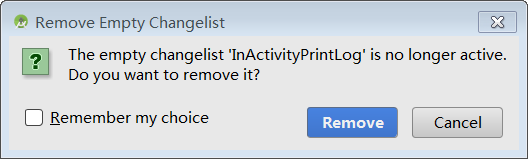 Remove Empty Changelist
The empty changelist 'InActivityPrintLog' is no longer active.
Do you want to remove it?
Remember my choice
Remove
Cancel